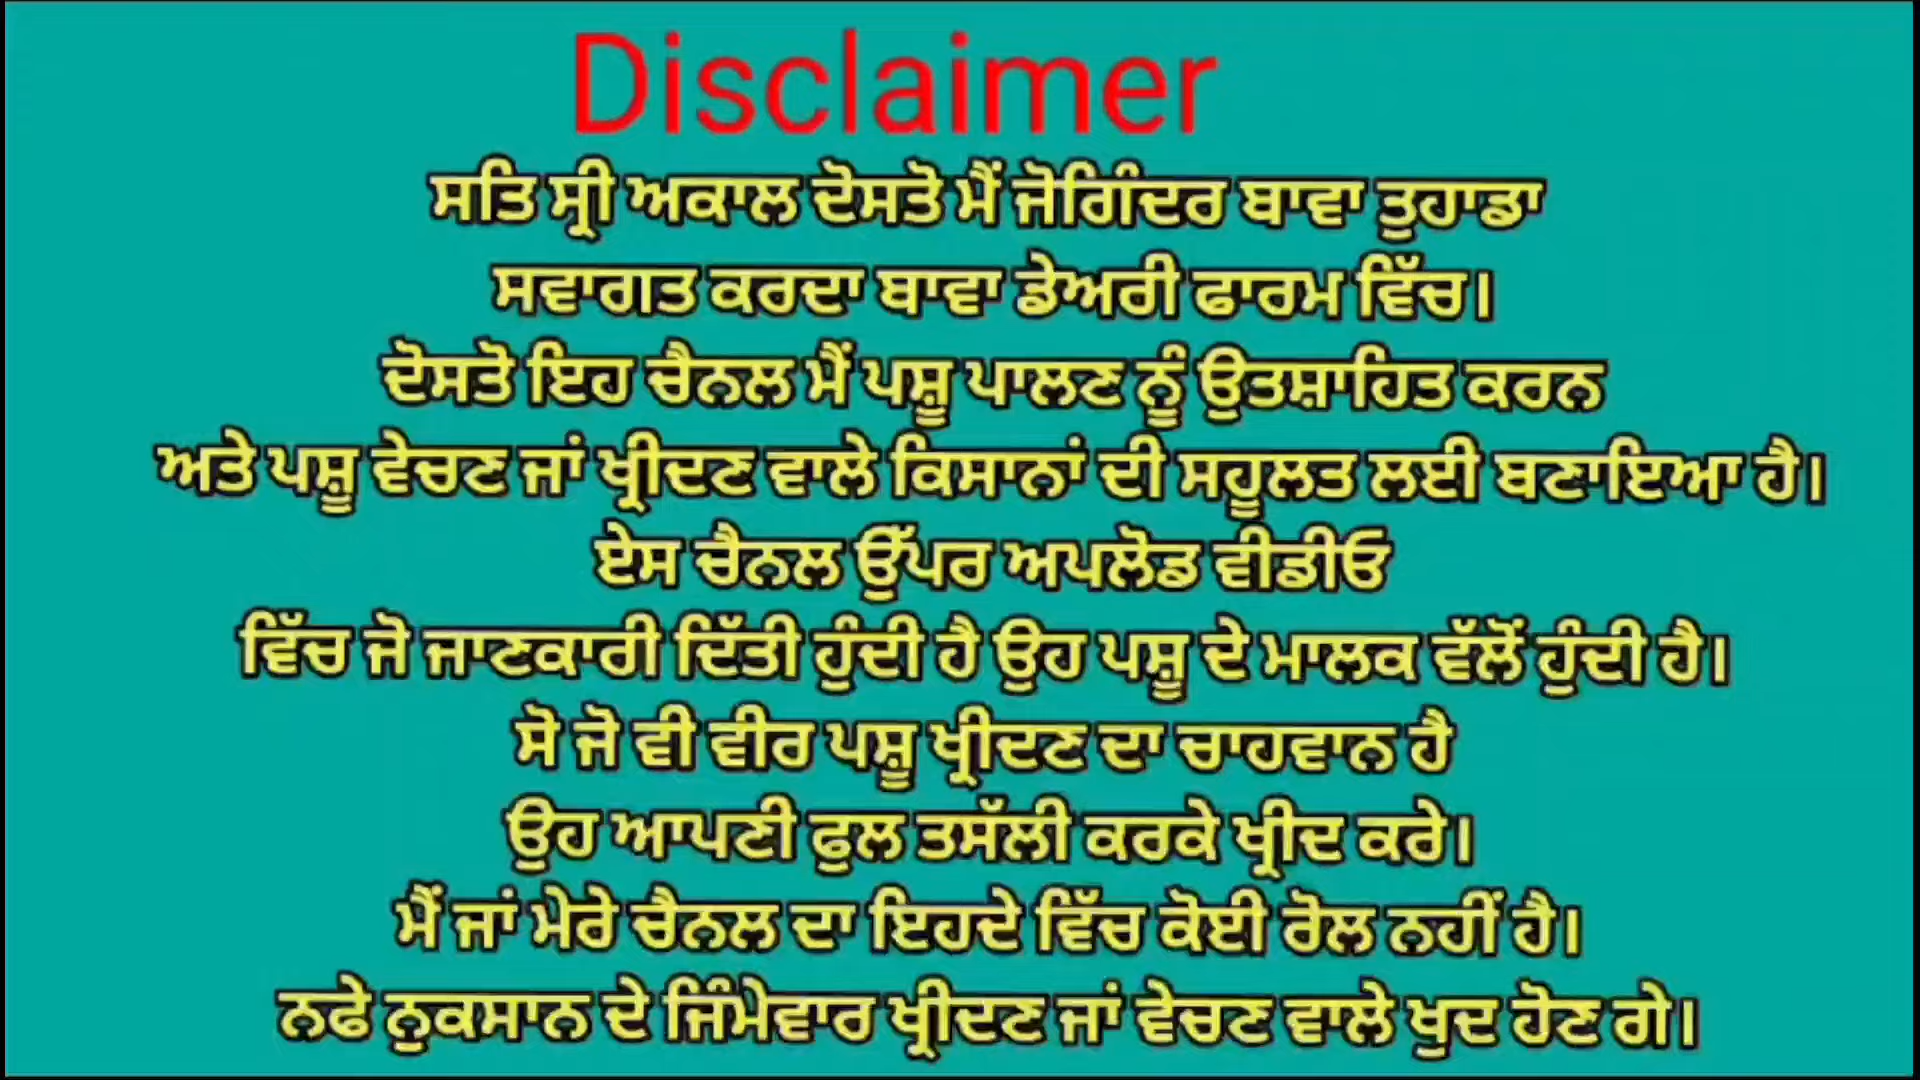 Disclaimer
ਸਤਿ ਸ੍ਰੀ ਅਕਾਲ ਦੋਸਤੋ ਮੈਂ ਜੋਗਿੰਦਰ ਬਾਵਾ ਤੁਹਾਡਾ
ਸਵਾਗਤ ਕਰਦਾ ਬਾਵਾ ਡੇਅਰੀ ਫਾਰਮ ਵਿੱਚ।
ਦੋਸਤੋ ਇਹ ਚੈਨਲ ਮੈਂ ਪਸ਼ੂ ਪਾਲਣ ਨੂੰ ਉਤਸ਼ਾਹਿਤ ਕਰਨ
ਅਤੇ ਪਸ਼ੂ ਵੇਚਣ ਜਾਂ ਖ੍ਰੀਦਣ ਵਾਲੇ ਕਿਸਾਨਾਂ ਦੀ ਸਹੂਲਤ ਲਈ ਬਣਾਇਆ ਹੈ।
ਏਸ ਚੈਨਲ ਉੱਪਰ ਅਪਲੋਡ ਵੀਡੀਓ
ਵਿੱਚ ਜੋ ਜਾਣਕਾਰੀ ਦਿੱਤੀ ਹੁੰਦੀ ਹੈ ਉਹ ਪਸ਼ੂ ਦੇ ਮਾਲਕ ਵੱਲੋਂ ਹੁੰਦੀ ਹੈ।
ਸੋ ਜੋ ਵੀ ਵੀਰ ਪਸ਼ੂ ਖ੍ਰੀਦਣ ਦਾ ਚਾਹਵਾਨ ਹੈ
ਉਹ ਆਪਣੀ ਫੁਲ ਤਸੱਲੀ ਕਰਕੇ ਖ੍ਰੀਦ ਕਰੇ।
ਮੈਂ ਜਾਂ ਮੇਰੇ ਚੈਨਲ ਦਾ ਇਹਦੇ ਵਿੱਚ ਕੋਈ ਰੋਲ ਨਹੀਂ ਹੈ।
ਨਫੇ ਨੁਕਸਾਨ ਦੇ ਜਿੰਮੇਵਾਰ ਖ੍ਰੀਦਣ ਜਾਂ ਵੇਚਣ ਵਾਲੇ ਖੁਦ ਹੋਣ ਗੇ।